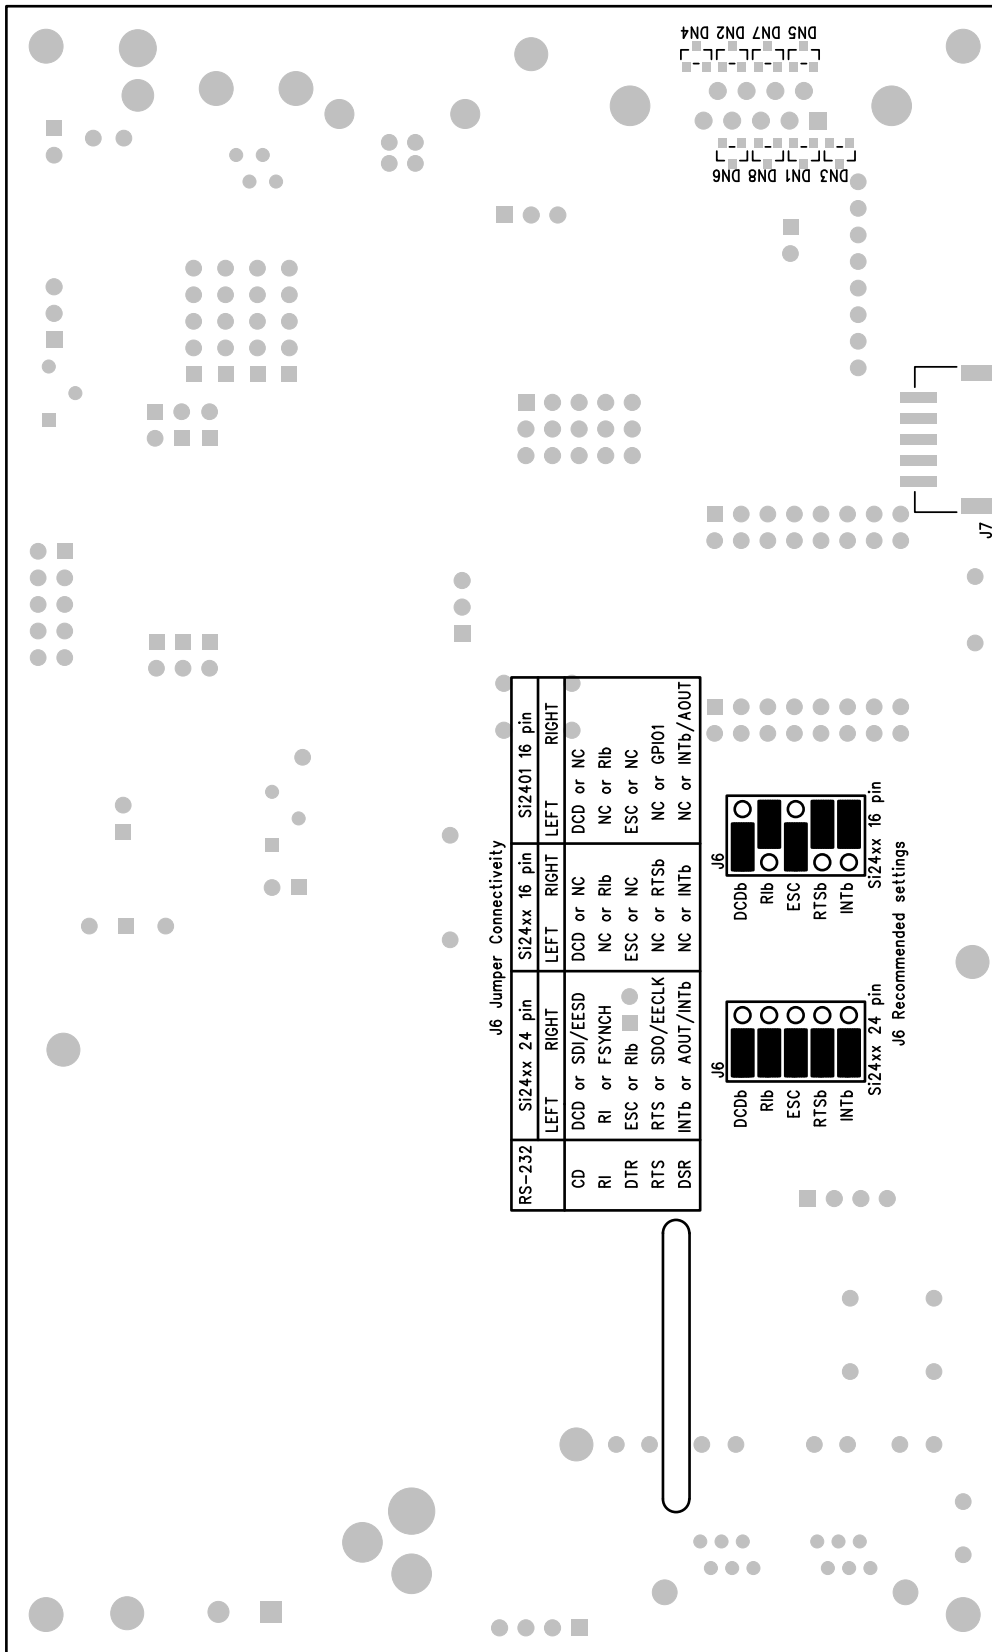 DN4 DN2 DN7 DN5
DN6 DN8 DN1 DN3
J7
J6 Jumper Connectiveity
RS-232 Si24xx 24 pin Si24xx 16 pin Si2401 16 pin
LEFT RIGHT LEFT RIGHT LEFT RIGHT
CD DCD or SDI/EESD DCD or NC DCD or NC
RI RI or FSYNCH NC or RIb NC or RIb
DTR ESC or RIb ESC or NC ESC or NC
RTS RTS or SDO/EECLK NC or RTSb NC or GPIO1
DSR INTb or AOUT/INTb NC or INTb NC or INTb/AOUT
J6
DCDb
RIb
ESC
RTSb
INTb
Si24xx 16 pin
J6
DCDb
RIb
ESC
RTSb
INTb
Si24xx 24 pin
J6 Recommended settings